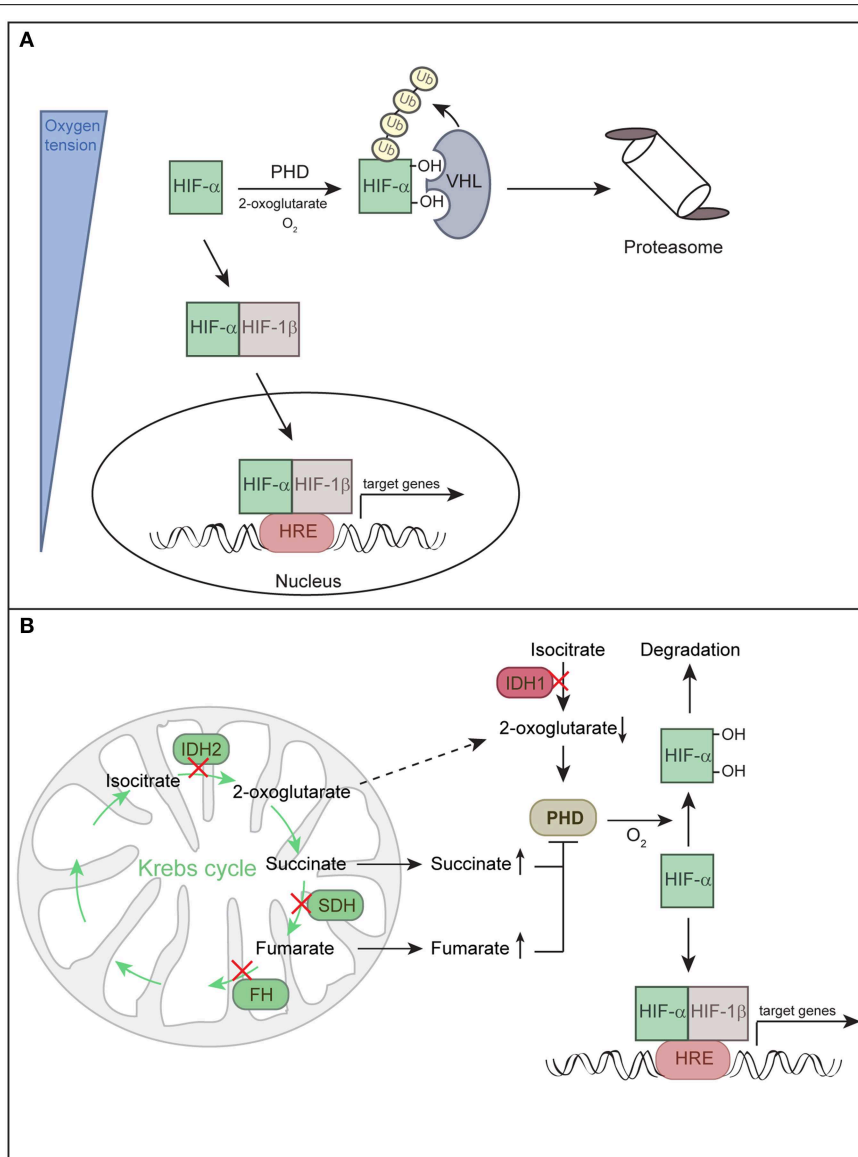 A
Oxygen
tension
Ub
Ub
Ub
Ub
HIF-α
PHD
2-oxoglutarate
O2
HIF-α
OH
OH
VHL
Proteasome
HIF-α
HIF-1β
HIF-α
HIF-1β
target genes
HRE
Nucleus
B
Isocitrate
Degradation
IDH1
2-oxoglutarate
OH
HIF-α
OH
IDH2
Isocitrate
2-oxoglutarate
PHD
O2
Krebs cycle
Succinate
Succinate
HIF-α
SDH
Fumarate
Fumarate
FH
HIF-α
HIF-1β
target genes
HRE